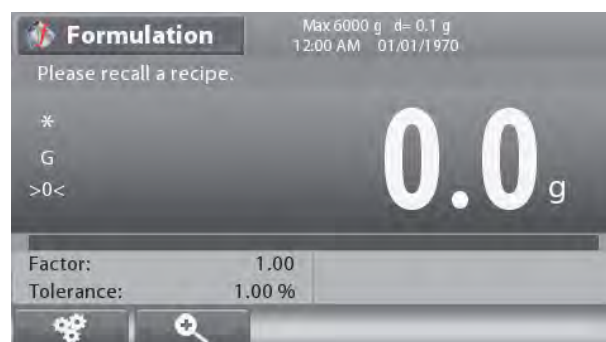 Formulation
Max 6000 g d= 0.1 g
12:00 AM 01/01/1970
Please recall a recipe.
*
G
>0<
0.0 g
Factor: 1.00
Tolerance: 1.00 %